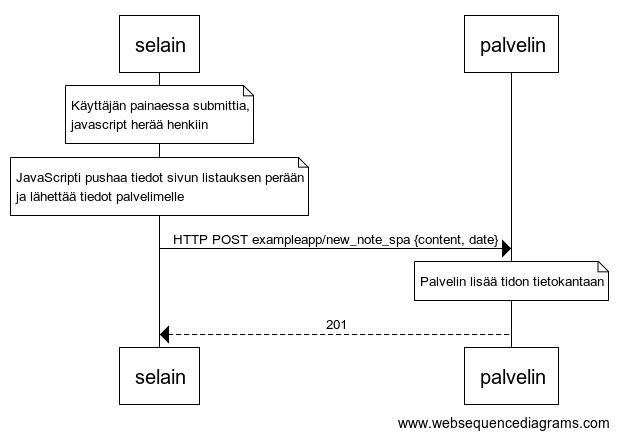 selain
palvelin
Käyttäjän painaessa submittia,
javascript herää henkiin
JavaScripti pushaa tiedot sivun listauksen perään
ja lähettää tiedot palvelimelle
HTTP POST exampleapp/new_note_spa {content, date}
Palvelin lisää tidon tietokantaan
201
selain
palvelin
www.websequencediagrams.com